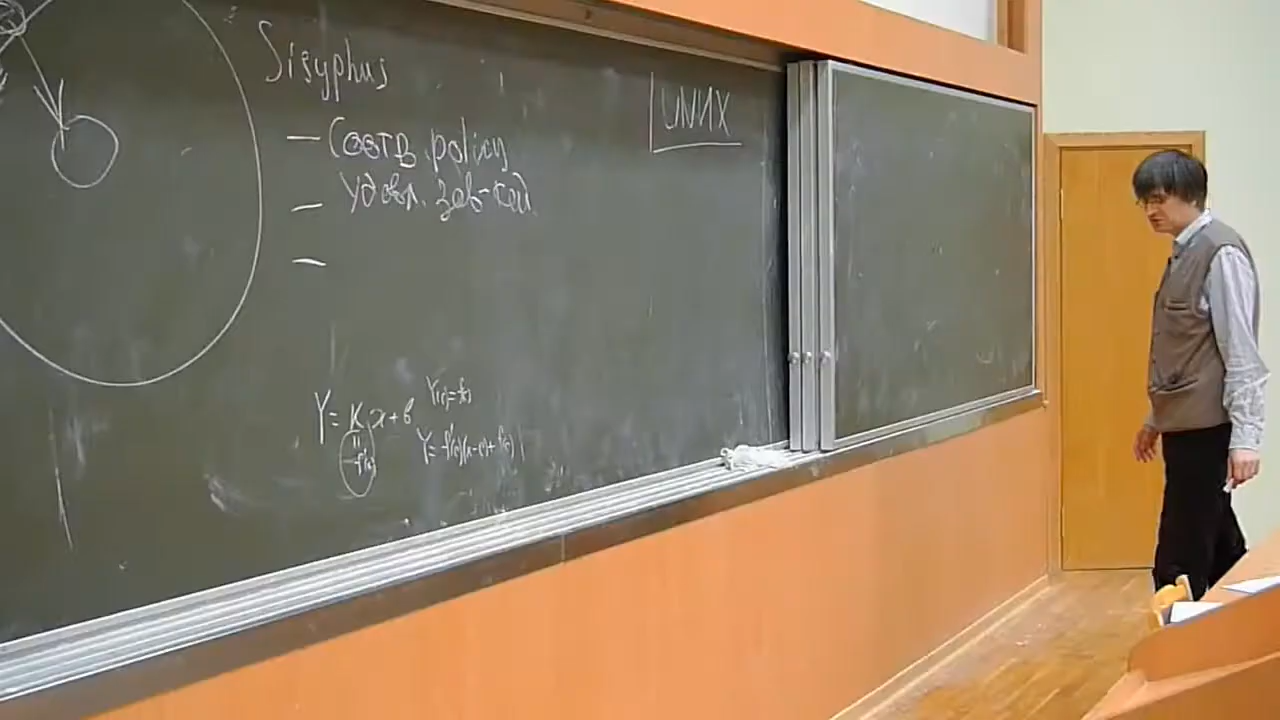 Sisyphus
— Соотв. policy
— Удовл. зав-стей
—
UNIX
Y = Kx + b